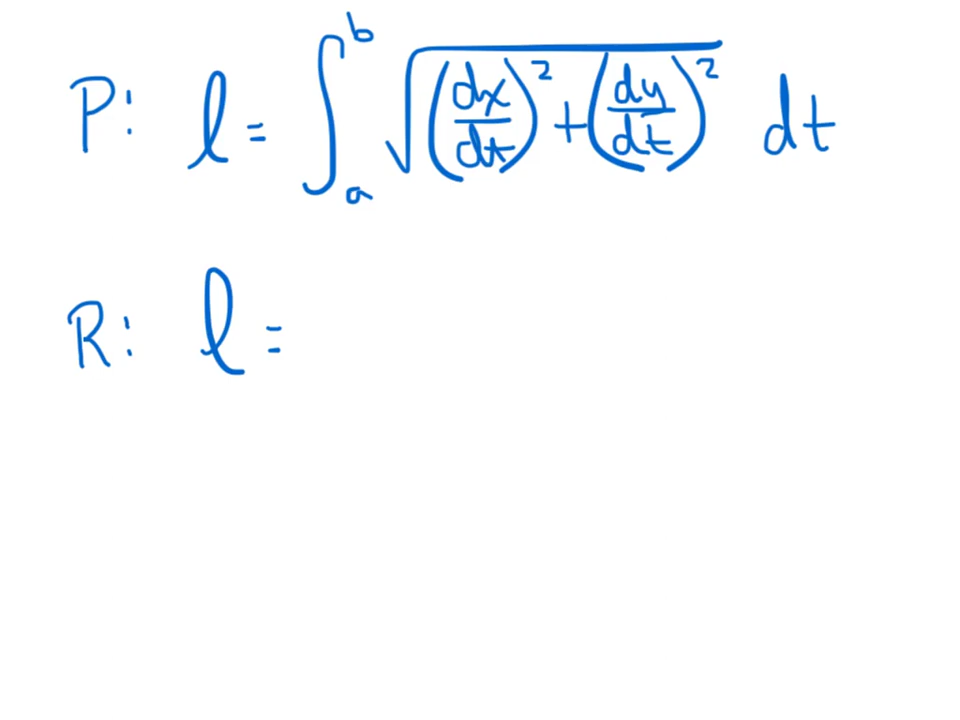 P: l = ∫_a^b √((dx/dt)² + (dy/dt)²) dt
R: l =